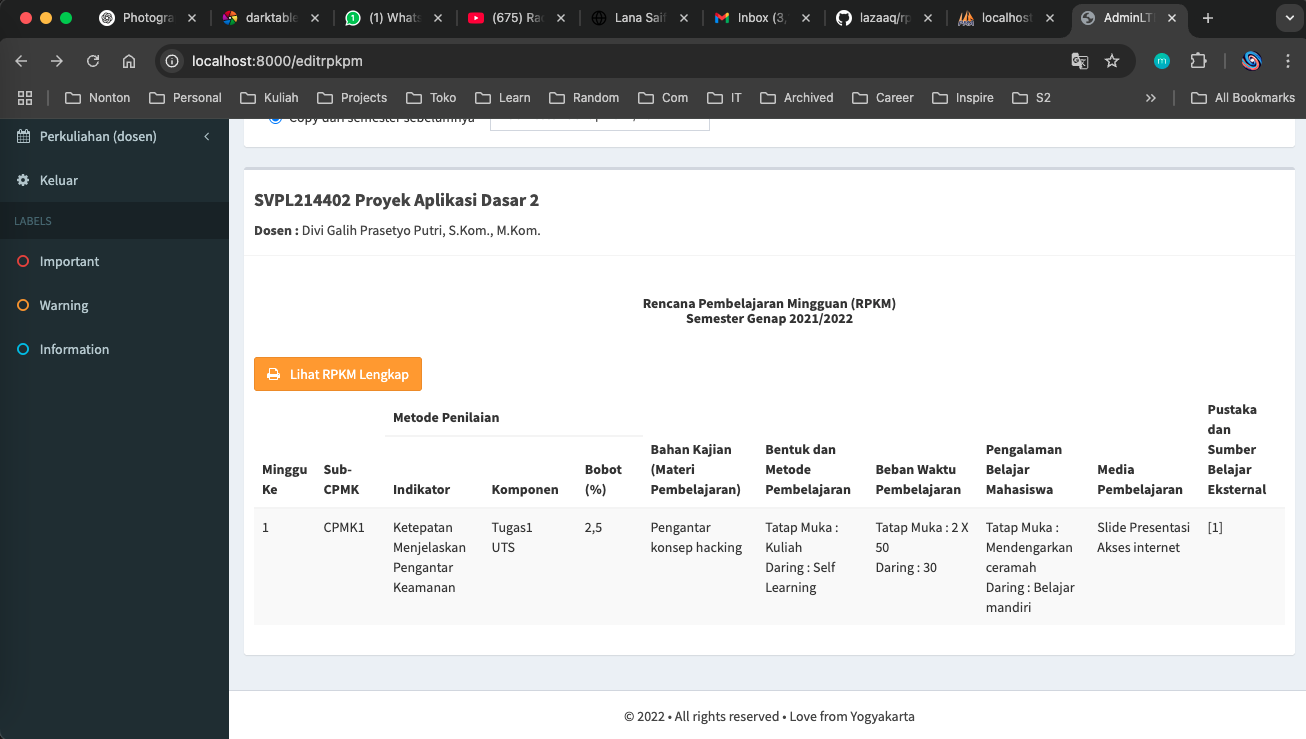 Photogra
darktable
(1) Whats
(675) Rad
Lana Saif
Inbox (3,
lazaaq/rp
localhost
AdminLT
localhost:8000/editrpkpm
Nonton
Personal
Kuliah
Projects
Toko
Learn
Random
Com
IT
Archived
Career
Inspire
S2
All Bookmarks
Perkuliahan (dosen)
Keluar
LABELS
Important
Warning
Information
Copy dari semester sebelumnya
SVPL214402 Proyek Aplikasi Dasar 2
Dosen : Divi Galih Prasetyo Putri, S.Kom., M.Kom.
Rencana Pembelajaran Mingguan (RPKM)
Semester Genap 2021/2022
Lihat RPKM Lengkap
Minggu
Ke
Sub-
CPMK
Metode Penilaian
Indikator
Komponen
Bobot
(%)
Bahan Kajian
(Materi
Pembelajaran)
Bentuk dan
Metode
Pembelajaran
Beban Waktu
Pembelajaran
Pengalaman
Belajar
Mahasiswa
Media
Pembelajaran
Pustaka
dan
Sumber
Belajar
Eksternal
1
CPMK1
Ketepatan
Menjelaskan
Pengantar
Keamanan
Tugas1
UTS
2,5
Pengantar
konsep hacking
Tatap Muka :
Kuliah
Daring : Self
Learning
Tatap Muka : 2 X
50
Daring : 30
Tatap Muka :
Mendengarkan
ceramah
Daring : Belajar
mandiri
Slide Presentasi
Akses internet
[1]
© 2022 • All rights reserved • Love from Yogyakarta